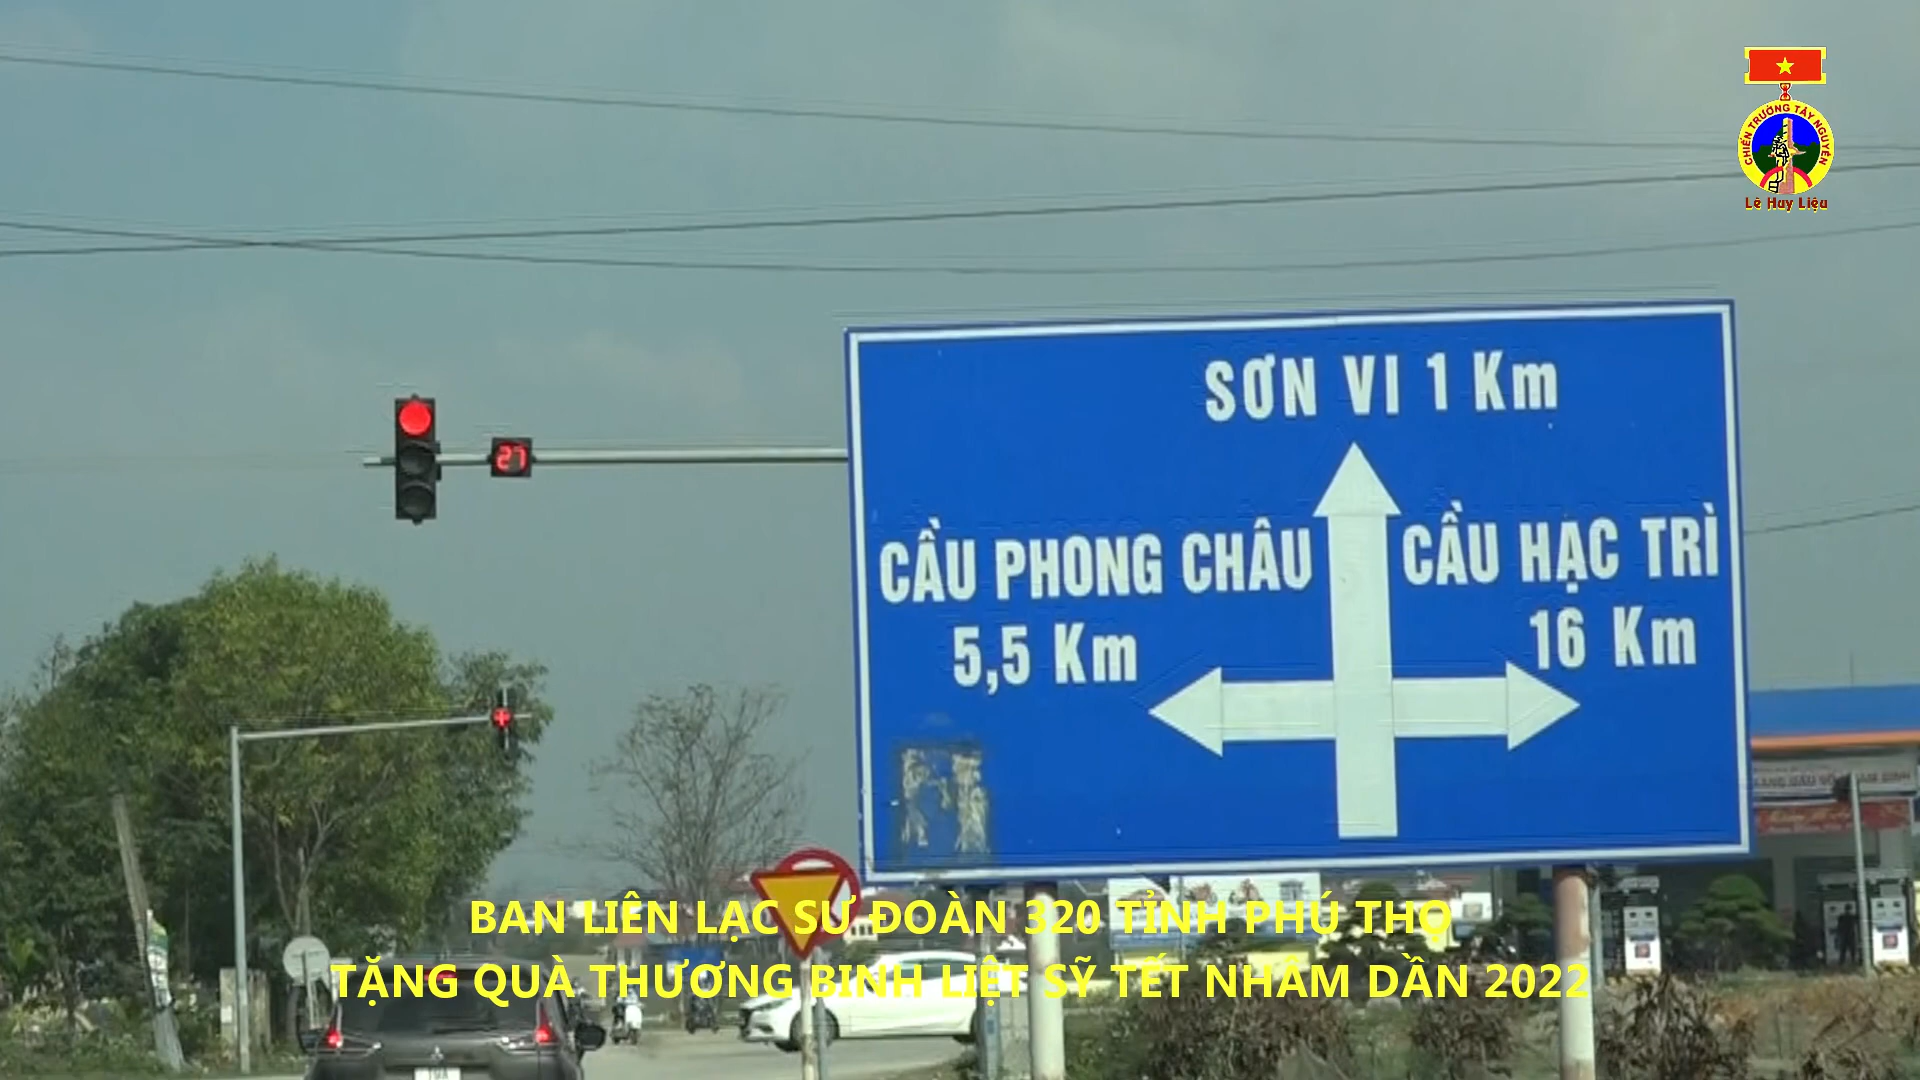 CHIẾN TRƯỜNG TÂY NGUYÊN
Lê Huy Liệu
SƠN VI 1 Km
CẦU PHONG CHÂU
5,5 Km
CẦU HẠC TRÌ
16 Km
27
BAN LIÊN LẠC SƯ ĐOÀN 320 TỈNH PHÚ THỌ
TẶNG QUÀ THƯƠNG BINH LIỆT SỸ TẾT NHÂM DẦN 2022
19A